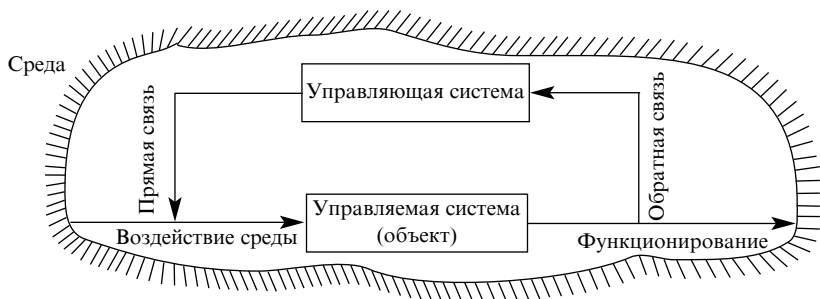 Среда
Управляющая система
Прямая связь
Обратная связь
Управляемая система
(объект)
Воздействие среды
Функционирование